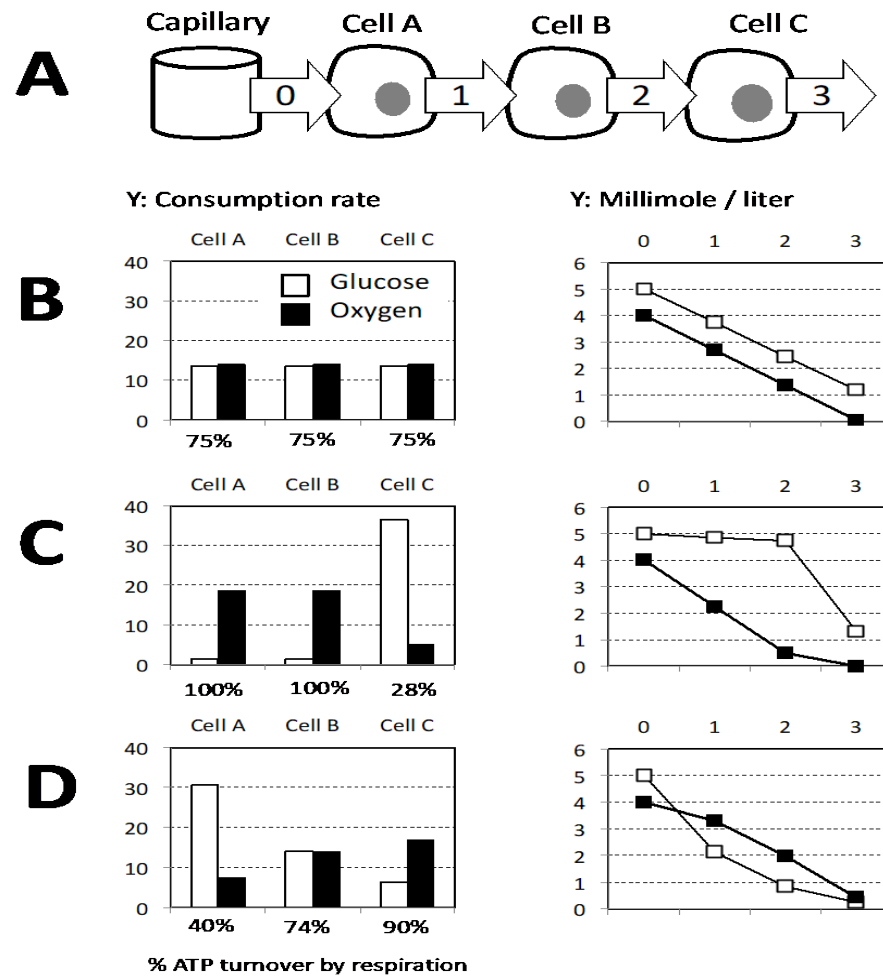 Capillary Cell A Cell B Cell C
A
0 1 2 3
Y: Consumption rate Y: Millimole / liter
B
Cell A Cell B Cell C
40
30
20
10
0
Glucose
Oxygen
75% 75% 75%
0 1 2 3
6
5
4
3
2
1
0
C
Cell A Cell B Cell C
40
30
20
10
0
100% 100% 28%
0 1 2 3
6
5
4
3
2
1
0
D
Cell A Cell B Cell C
40
30
20
10
0
40% 74% 90%
0 1 2 3
6
5
4
3
2
1
0
% ATP turnover by respiration